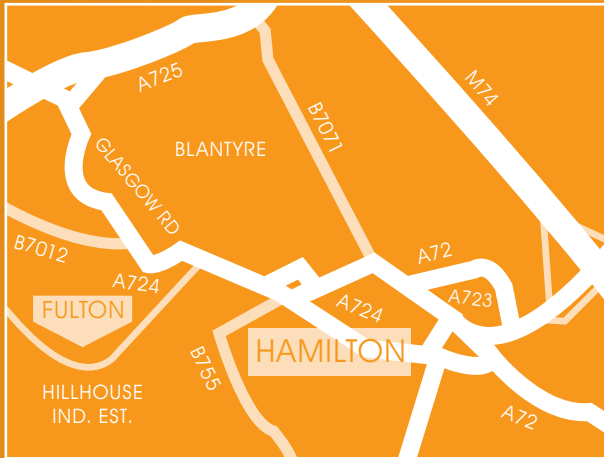 A725
M74
B7071
BLANTYRE
GLASGOW RD
B7012
A72
A724
A723
FULTON
A724
HAMILTON
B755
HILLHOUSE
IND. EST.
A72